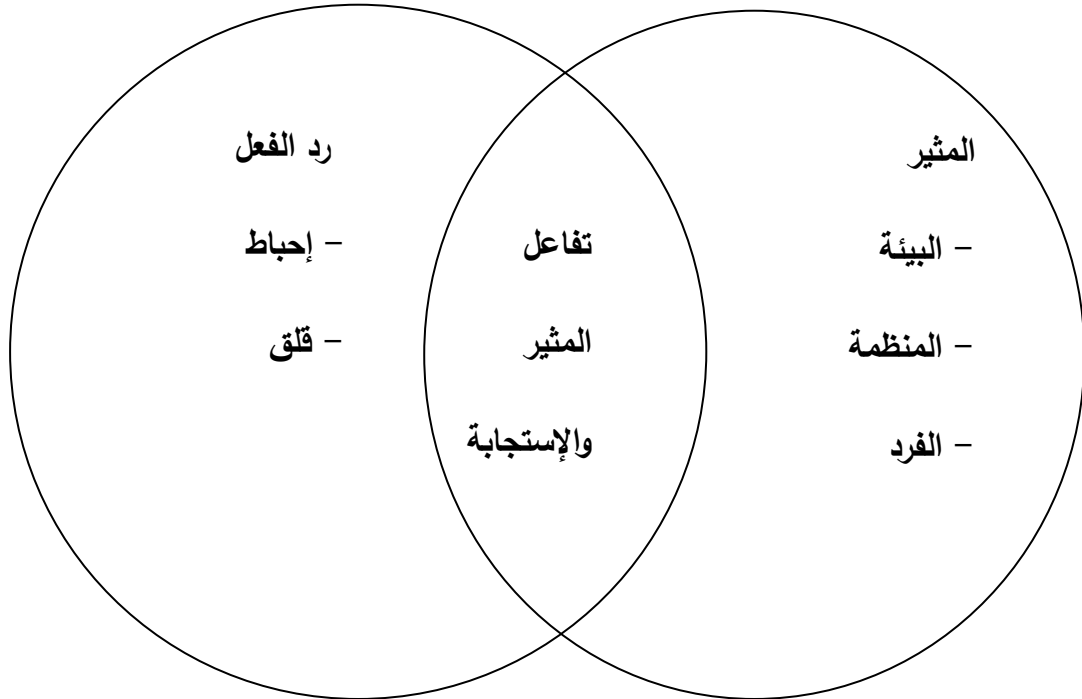 المثير
- البيئة
- المنظمة
- الفرد
تفاعل
المثير
والإستجابة
رد الفعل
- إحباط
- قلق